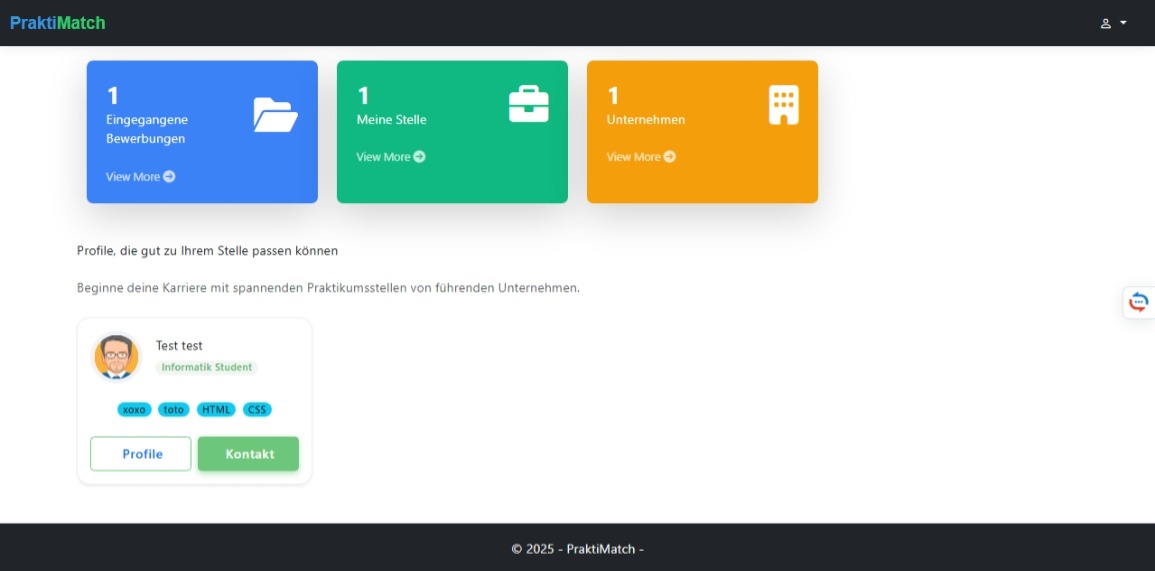 PraktiMatch
1
Eingegangene
Bewerbungen
View More
1
Meine Stelle
View More
1
Unternehmen
View More
Profile, die gut zu Ihrem Stelle passen können
Beginne deine Karriere mit spannenden Praktikumsstellen von führenden Unternehmen.
Test test
Informatik Student
xoxo toto HTML CSS
Profile Kontakt
© 2025 - PraktiMatch -